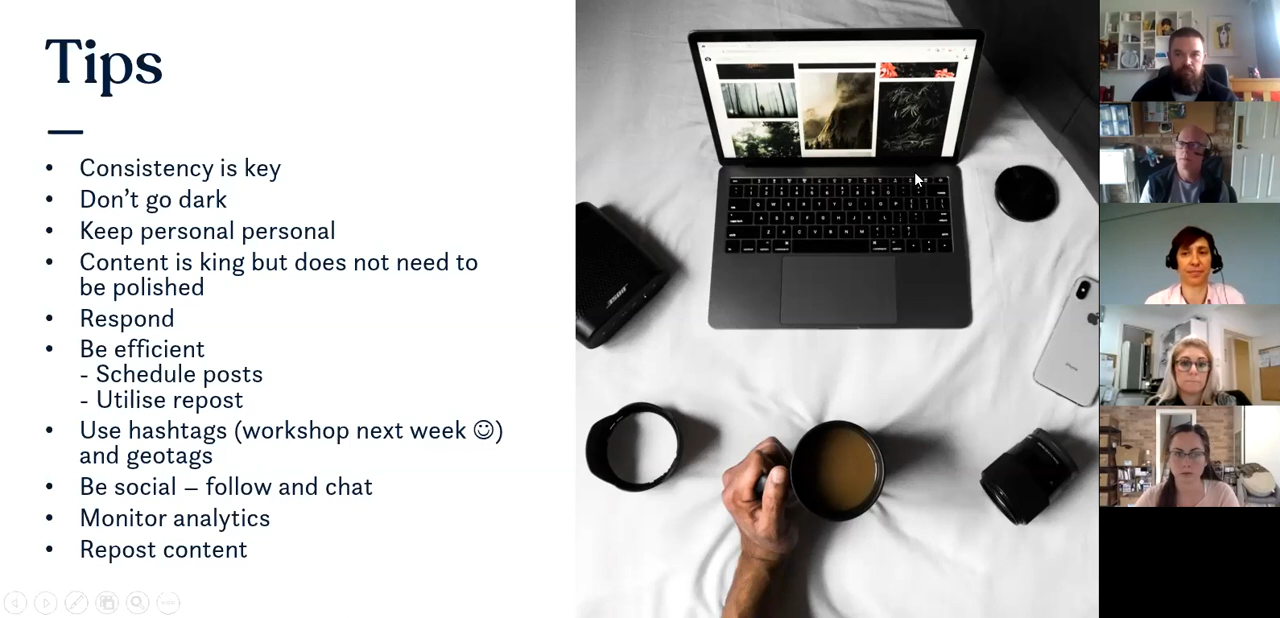 Tips
• Consistency is key
• Don’t go dark
• Keep personal personal
• Content is king but does not need to
be polished
• Respond
• Be efficient
- Schedule posts
- Utilise repost
• Use hashtags (workshop next week ☺)
and geotags
• Be social – follow and chat
• Monitor analytics
• Repost content
BOSE
iPhone